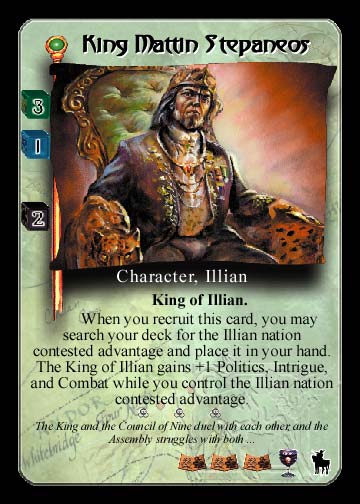 King Mattin Stepaneos
3
1
2
Character, Illian
King of Illian.
When you recruit this card, you may
search your deck for the Illian nation
contested advantage and place it in your hand.
The King of Illian gains +1 Politics, Intrigue,
and Combat while you control the Illian nation
contested advantage.
The King and the Council of Nine duel with each other, and the
Assembly struggles with both ...
Whitebridge